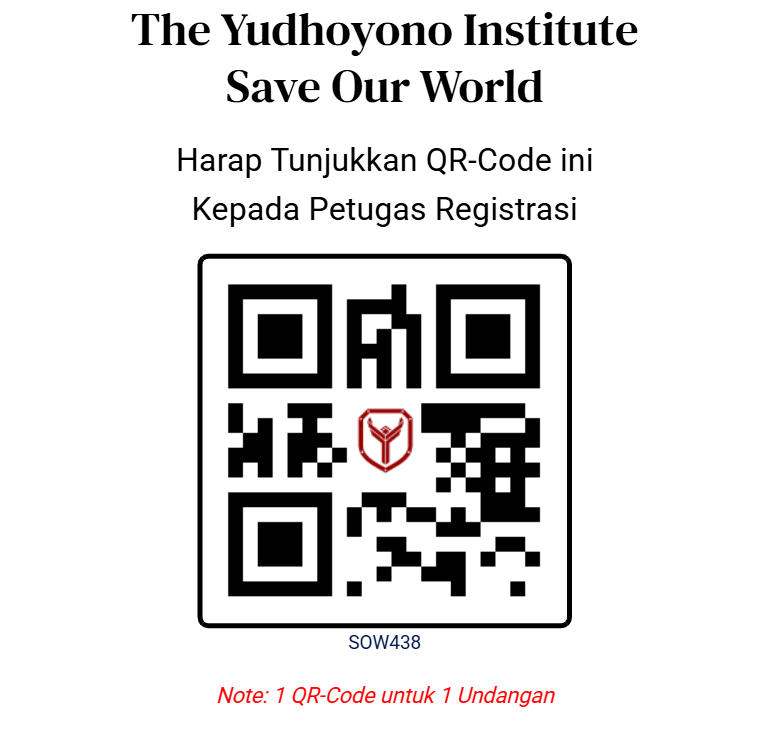 The Yudhoyono Institute
Save Our World
Harap Tunjukkan QR-Code ini
Kepada Petugas Registrasi
SOW438
Note: 1 QR-Code untuk 1 Undangan